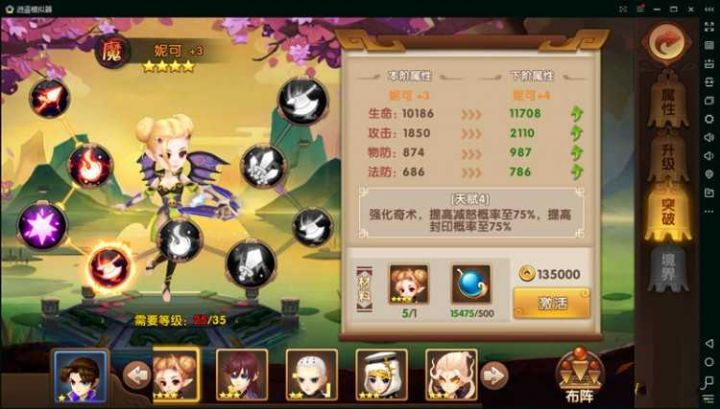 逍遥模拟器
魔 妮可 +3
本阶属性 下阶属性
妮可 +3 妮可 +4
生命: 10186 11708
攻击: 1850 2110
物防: 874 987
法防: 686 786
[天赋4]
强化奇术，提高减怒概率至75%，提高
封印概率至75%
材料
5/1
15475/500
135000
激活
需要等级: /35
布阵
属性
升级
突破
境界